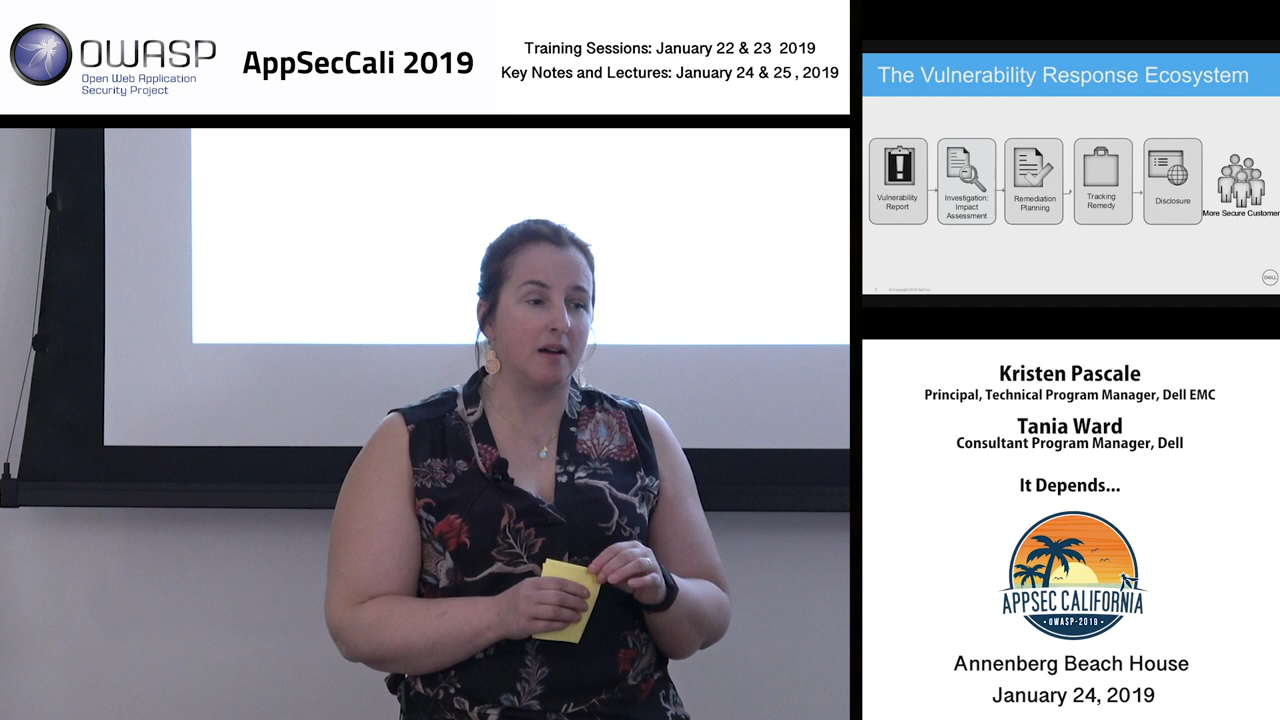 OWASP
Open Web Application
Security Project
AppSecCali 2019
Training Sessions: January 22 & 23 2019
Key Notes and Lectures: January 24 & 25 , 2019
The Vulnerability Response Ecosystem
Vulnerability
Report
Investigation:
Impact
Assessment
Remediation
Planning
Tracking
Remedy
Disclosure
More Secure Customer
DELL
Kristen Pascale
Principal, Technical Program Manager, Dell EMC
Tania Ward
Consultant Program Manager, Dell
It Depends...
APPSEC CALIFORNIA
OWASP-2019
Annenberg Beach House
January 24, 2019